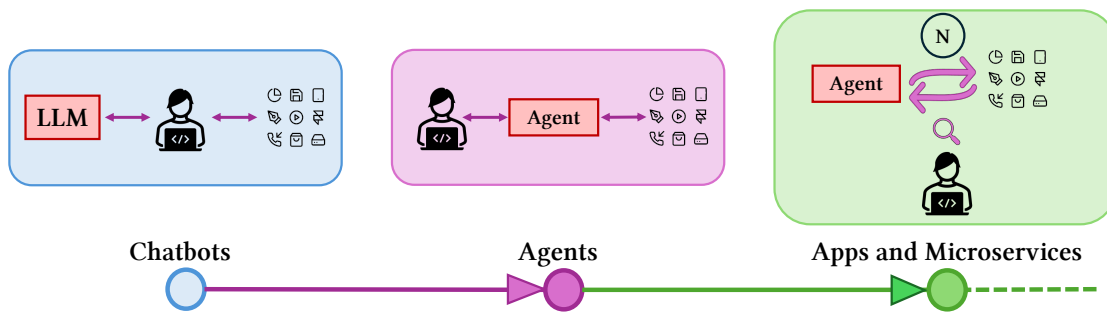 LLM
</>
</>
Agent
N
Agent
</>
Chatbots
Agents
Apps and Microservices